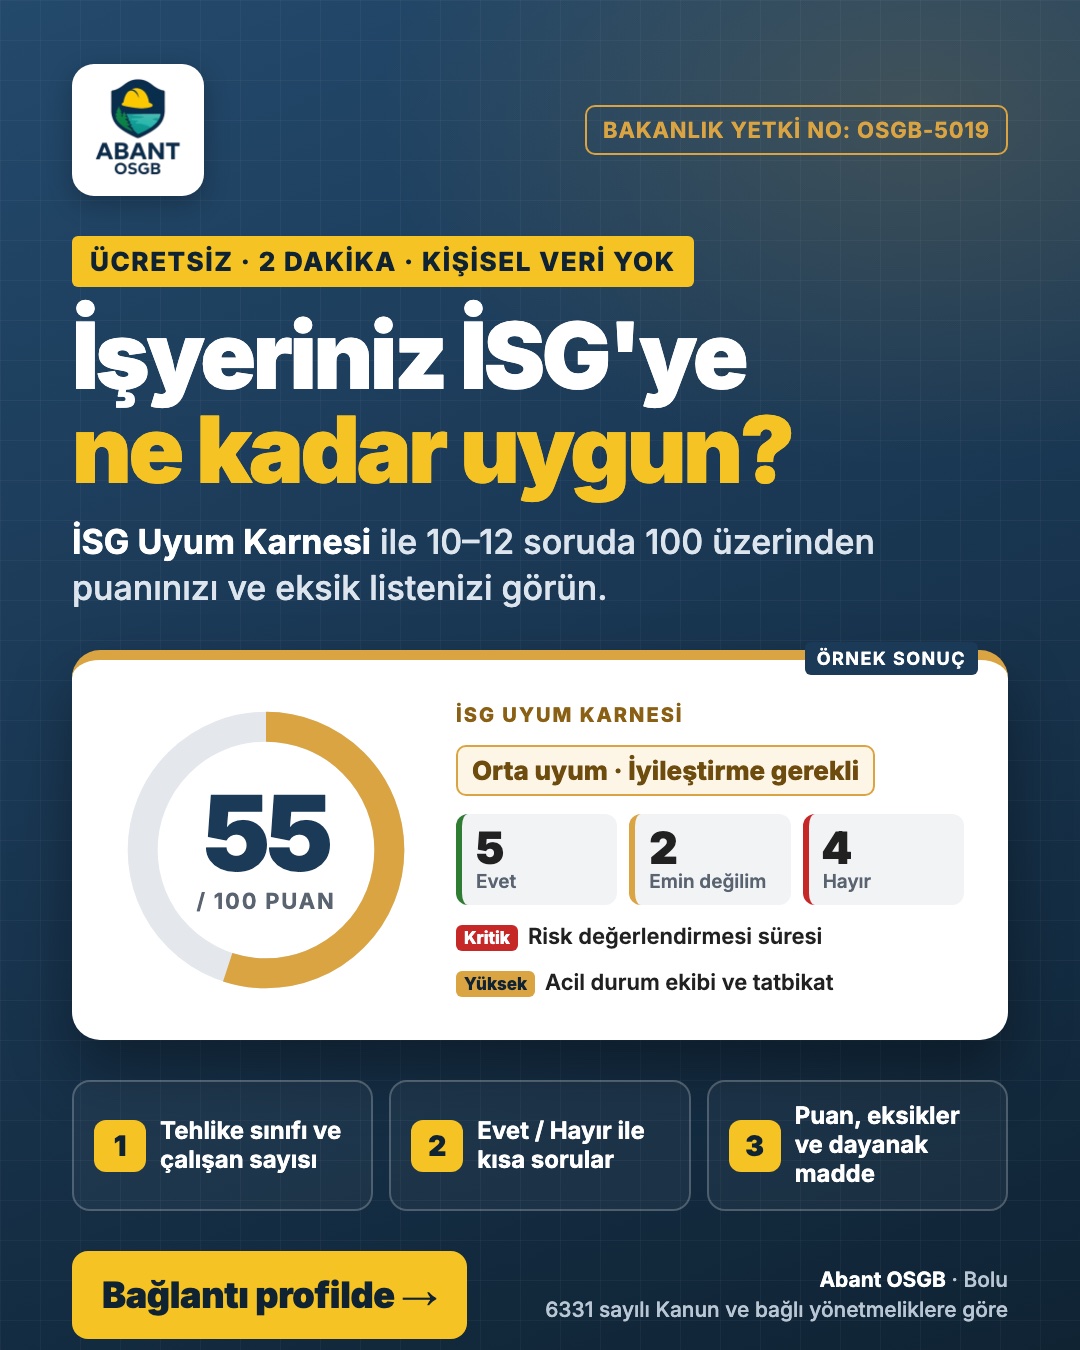 ABANT
OSGB
BAKANLIK YETKİ NO: OSGB-5019
ÜCRETSİZ · 2 DAKİKA · KİŞİSEL VERİ YOK
İşyeriniz İSG'ye
ne kadar uygun?
İSG Uyum Karnesi ile 10–12 soruda 100 üzerinden
puanınızı ve eksik listenizi görün.
ÖRNEK SONUÇ
55
/ 100 PUAN
İSG UYUM KARNESİ
Orta uyum · İyileştirme gerekli
5
Evet
2
Emin değilim
4
Hayır
Kritik Risk değerlendirmesi süresi
Yüksek Acil durum ekibi ve tatbikat
1
Tehlike sınıfı ve
çalışan sayısı
2
Evet / Hayır ile
kısa sorular
3
Puan, eksikler
ve dayanak
madde
Bağlantı profilde →
Abant OSGB · Bolu
6331 sayılı Kanun ve bağlı yönetmeliklere göre